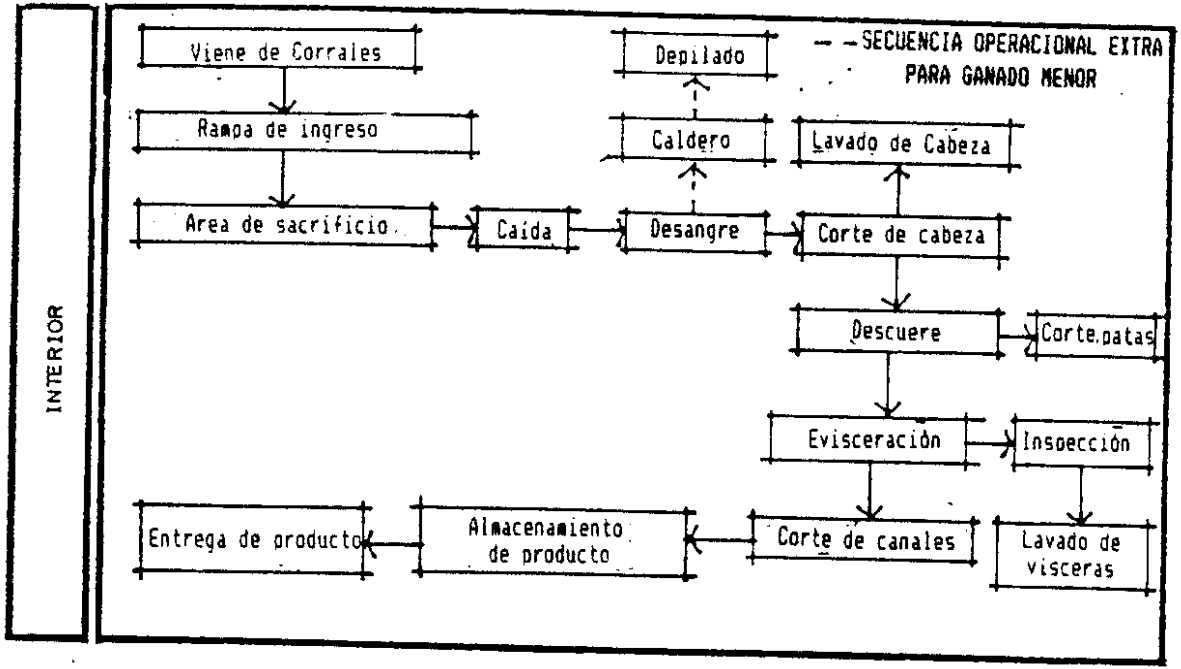 Viene de Corrales
Depilado
— — SECUENCIA OPERACIONAL EXTRA
PARA GANADO MENOR
Rampa de ingreso
Caldero
Lavado de Cabeza
Area de sacrificio
Caída
Desangre
Corte de cabeza
Descuere
Corte.patas
INTERIOR
Evisceración
Inspección
Entrega de producto
Almacenamiento
de producto
Corte de canales
Lavado de
visceras